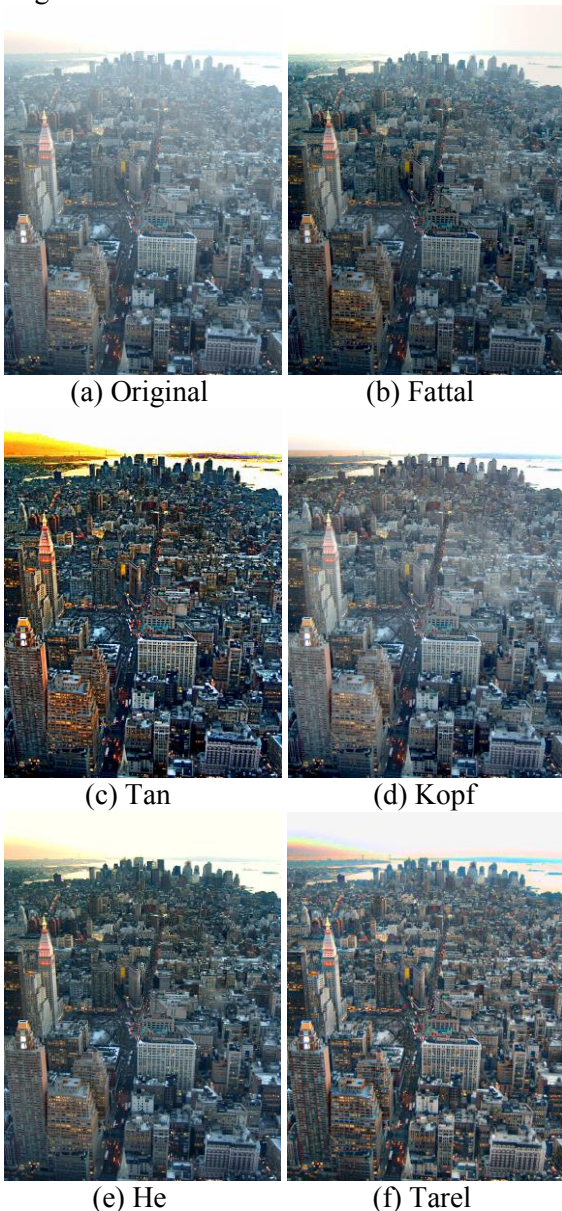 (a) Original
(b) Fattal
(c) Tan
(d) Kopf
(e) He
(f) Tarel